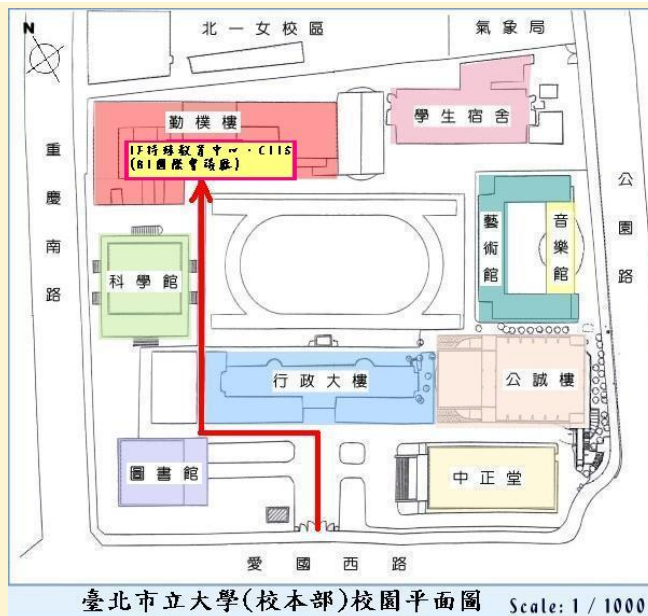 北一女校區
氣象局
N
勤樸樓
學生宿舍
1F特殊教育中心・C115
(B1國際會議廳)
重慶南路
公園路
藝術館
音樂館
科學館
行政大樓
公誠樓
圖書館
中正堂
愛國西路
臺北市立大學(校本部)校園平面圖 Scale: 1 / 1000